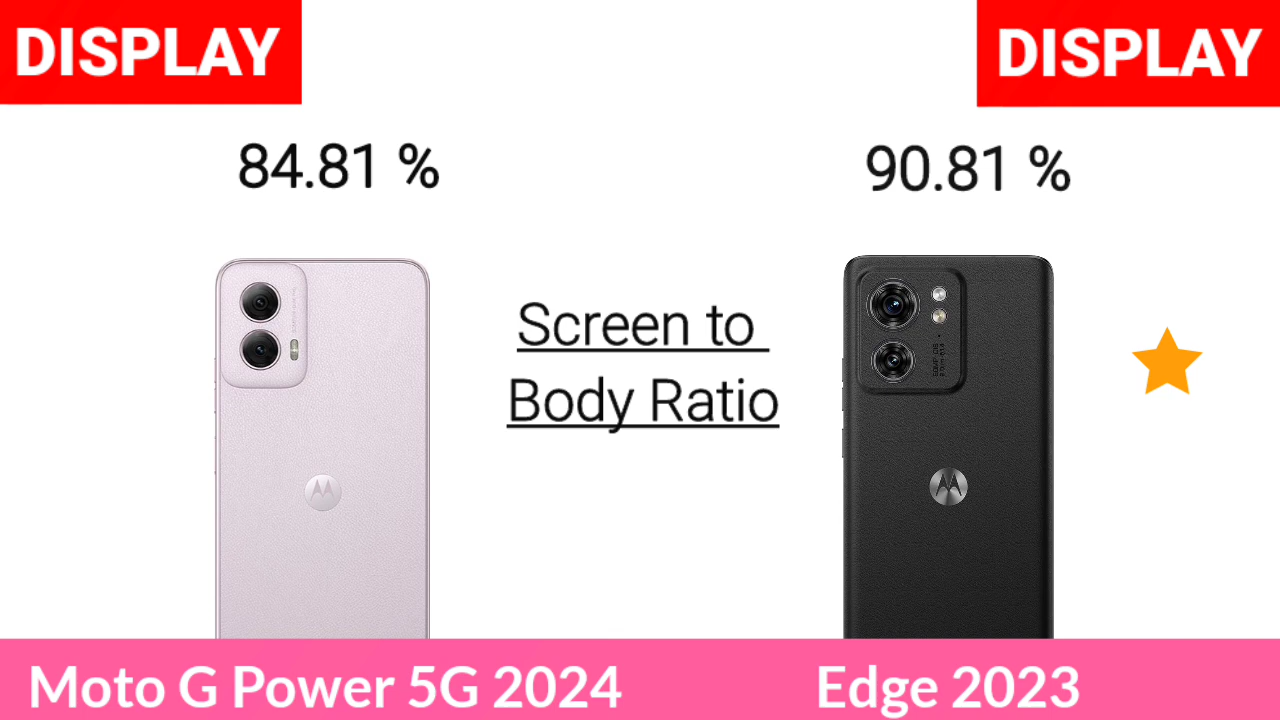 DISPLAY
DISPLAY
84.81 %
90.81 %
Screen to
Body Ratio
Moto G Power 5G 2024
Edge 2023